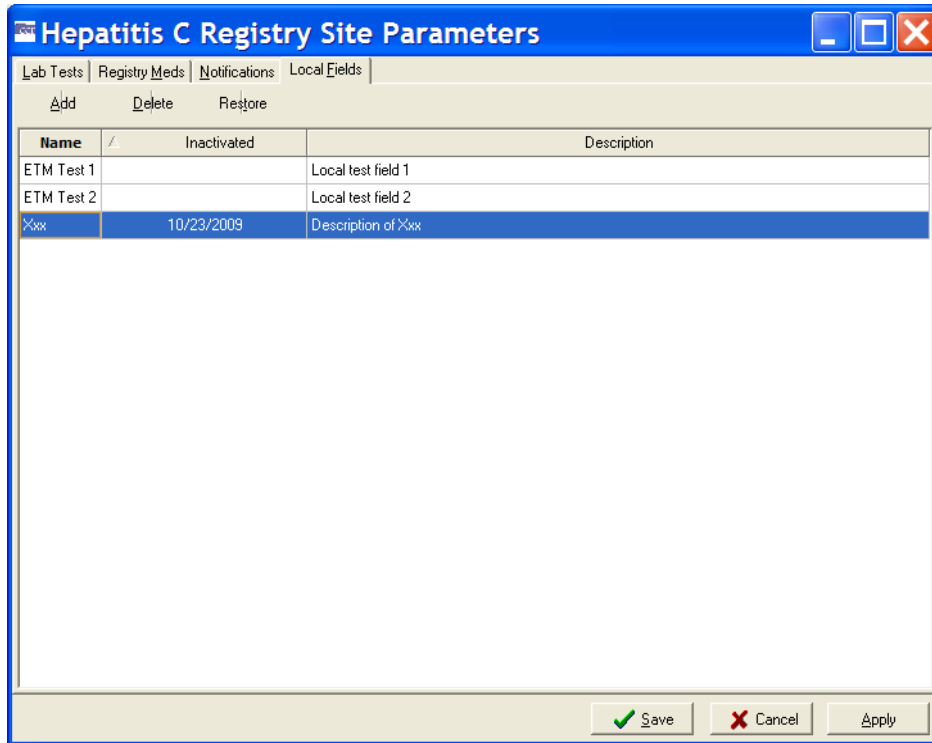 Hepatitis C Registry Site Parameters
Lab Tests Registry Meds Notifications Local Fields
Add Delete Restore
Name Inactivated Description
ETM Test 1 Local test field 1
ETM Test 2 Local test field 2
Xxx 10/23/2009 Description of Xxx
Save Cancel Apply